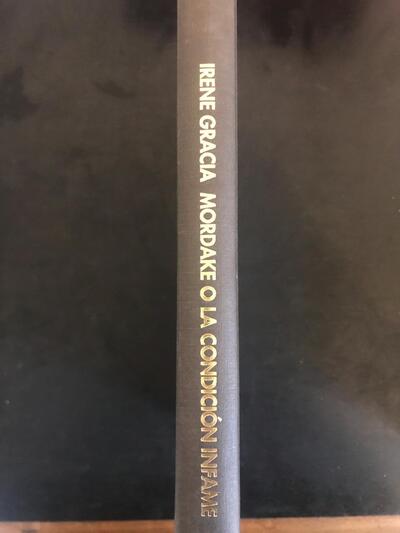 IRENE GRACIA MORDAKE O LA CONDICIÓN INFAME